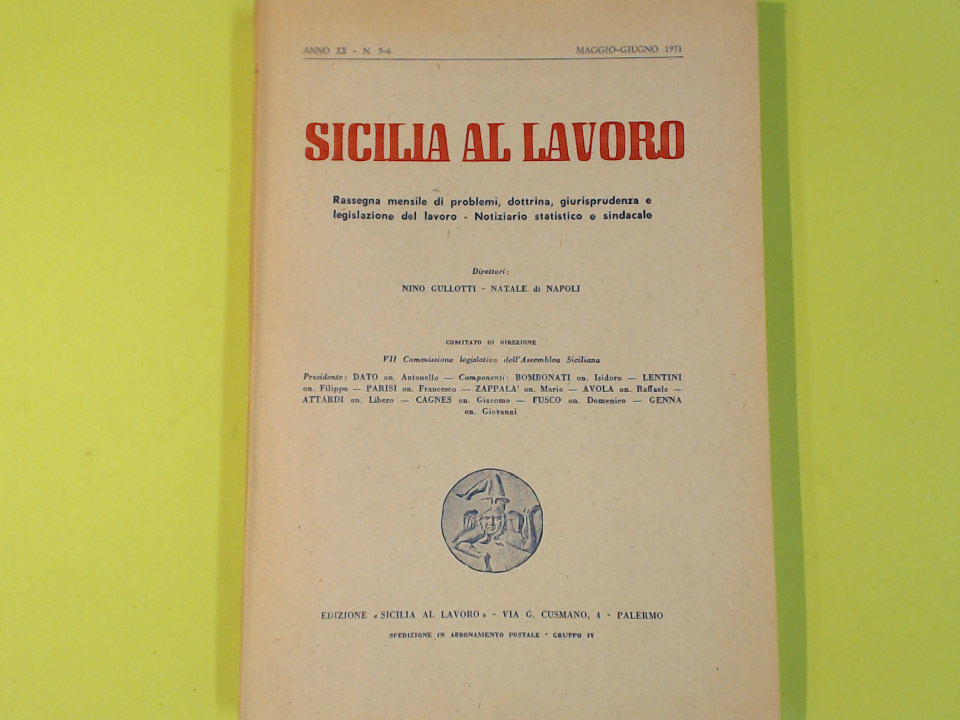 ANNO XX - N. 5-6
MAGGIO-GIUGNO 1971
SICILIA AL LAVORO
Rassegna mensile di problemi, dottrina, giurisprudenza e
legislazione del lavoro - Notiziario statistico e sindacale
Direttori:
NINO GULLOTTI - NATALE di NAPOLI
COMITATO DI DIREZIONE
VII Commissione legislativa dell'Assemblea Siciliana
Presidente: DATO on. Antonello — Componenti: BOMBONATI on. Isidoro — LENTINI
on. Filippo — PARISI on. Francesco — ZAPPALA' on. Mario — AVOLA on. Raffaele —
ATTARDI on. Libero — CAGNES on. Giacomo — FUSCO on. Domenico — GENNA
on. Giovanni
EDIZIONE «SICILIA AL LAVORO» - VIA G. CUSMANO, 4 - PALERMO
SPEDIZIONE IN ABBONAMENTO POSTALE - GRUPPO IV